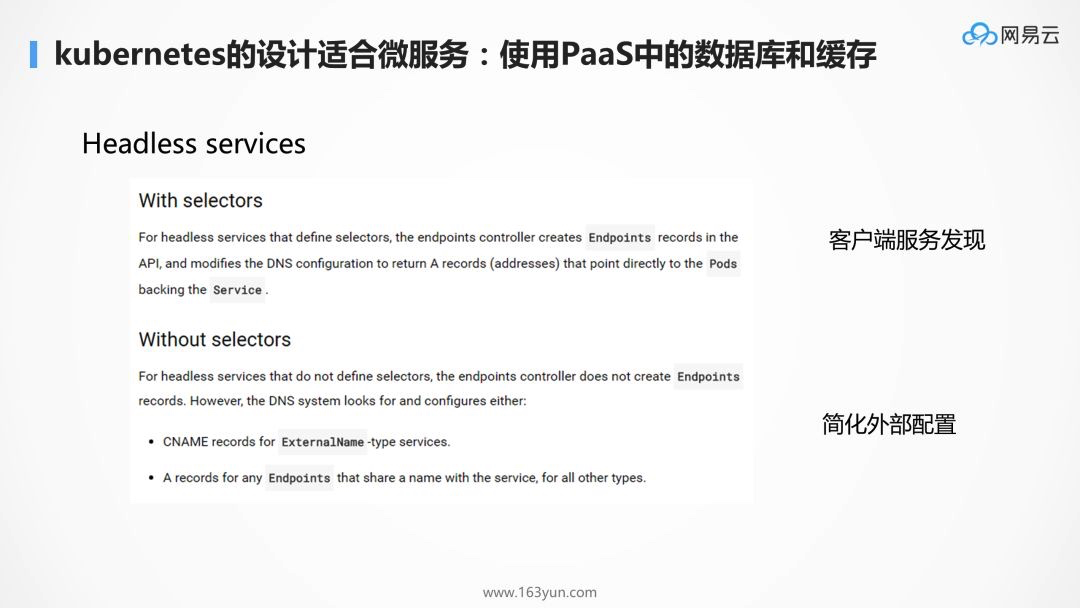 kubernetes的设计适合微服务：使用PaaS中的数据库和缓存
网易云
Headless services
With selectors
For headless services that define selectors, the endpoints controller creates Endpoints records in the
API, and modifies the DNS configuration to return A records (addresses) that point directly to the Pods
backing the Service.
客户端服务发现
Without selectors
For headless services that do not define selectors, the endpoints controller does not create Endpoints
records. However, the DNS system looks for and configures either:
• CNAME records for ExternalName-type services.
• A records for any Endpoints that share a name with the service, for all other types.
简化外部配置
www.163yun.com